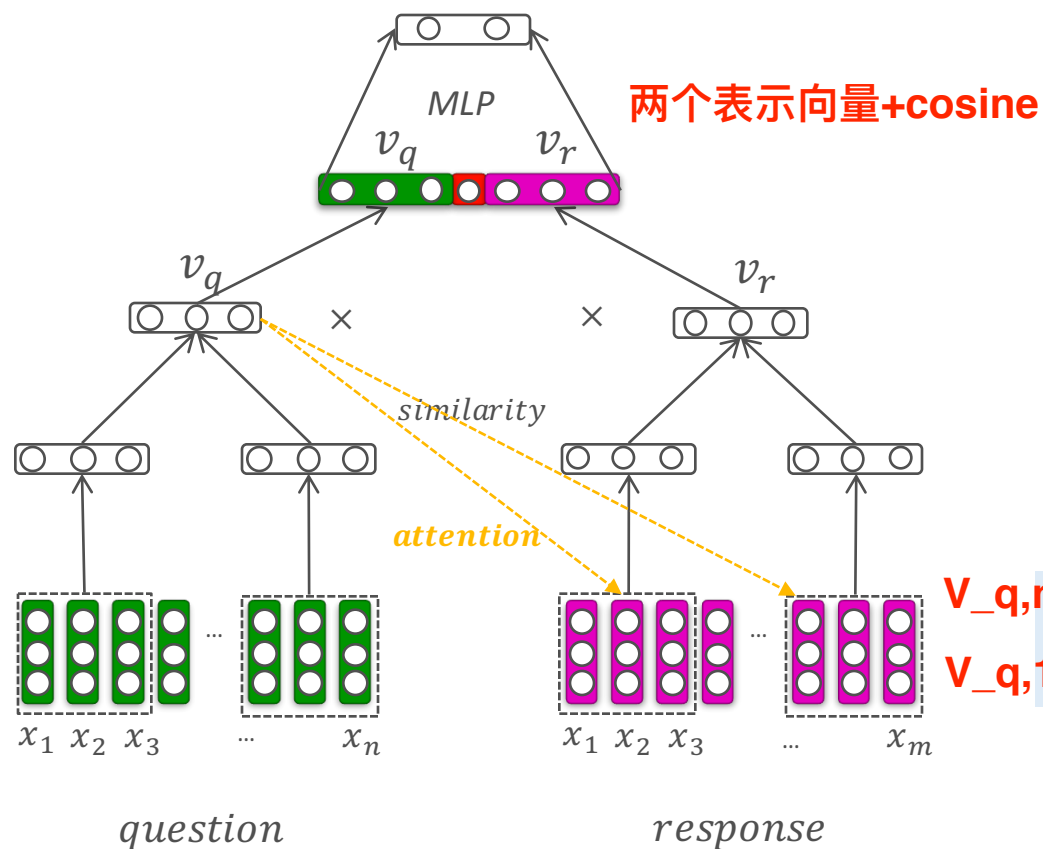 MLP
两个表示向量+cosine
v_q v_r
v_q v_r
× ×
similarity
attention
V_q,
... ...
V_q,
x_1 x_2 x_3 ... x_n x_1 x_2 x_3 ... x_m
question response